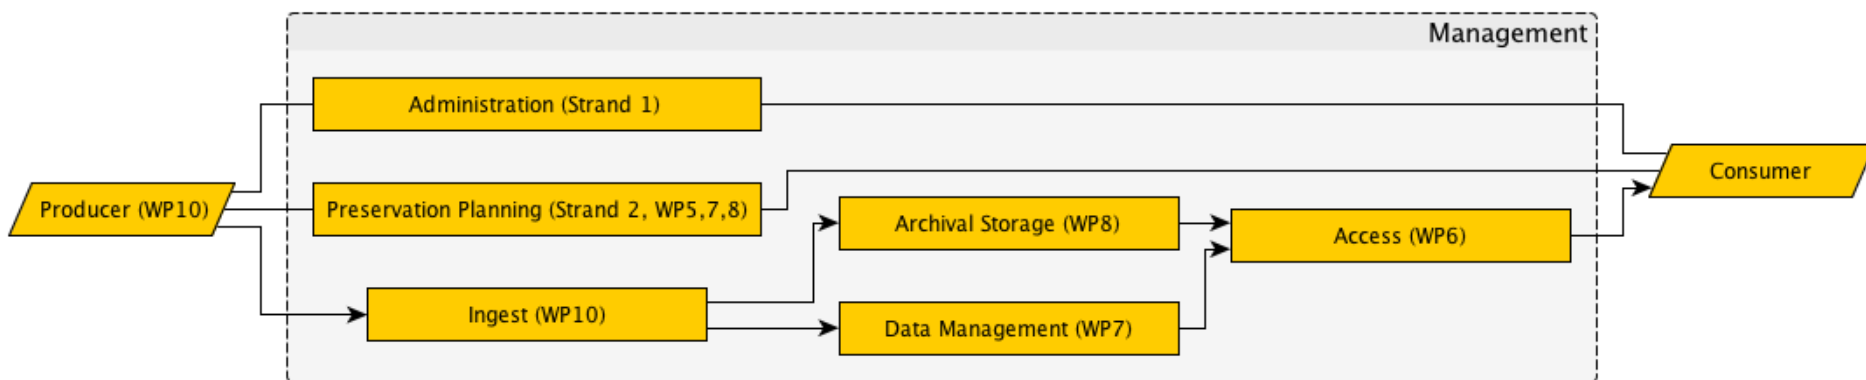 Management
Administration (Strand 1)
Consumer
Producer (WP10)
Preservation Planning (Strand 2, WP5,7,8)
Archival Storage (WP8)
Access (WP6)
Ingest (WP10)
Data Management (WP7)